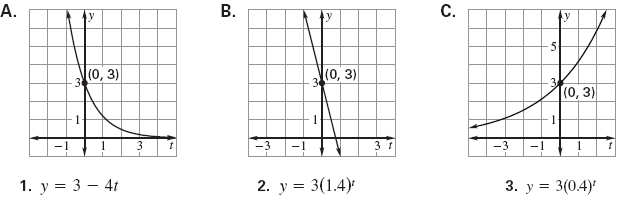 A. B. C.
y y y
5
3 (0, 3) 3 (0, 3) 3 (0, 3)
1 1 1
−1 1 3 t −3 −1 3 t −3 −1 1 t
1. y = 3 − 4t 2. y = 3(1.4)ᵗ 3. y = 3(0.4)ᵗ